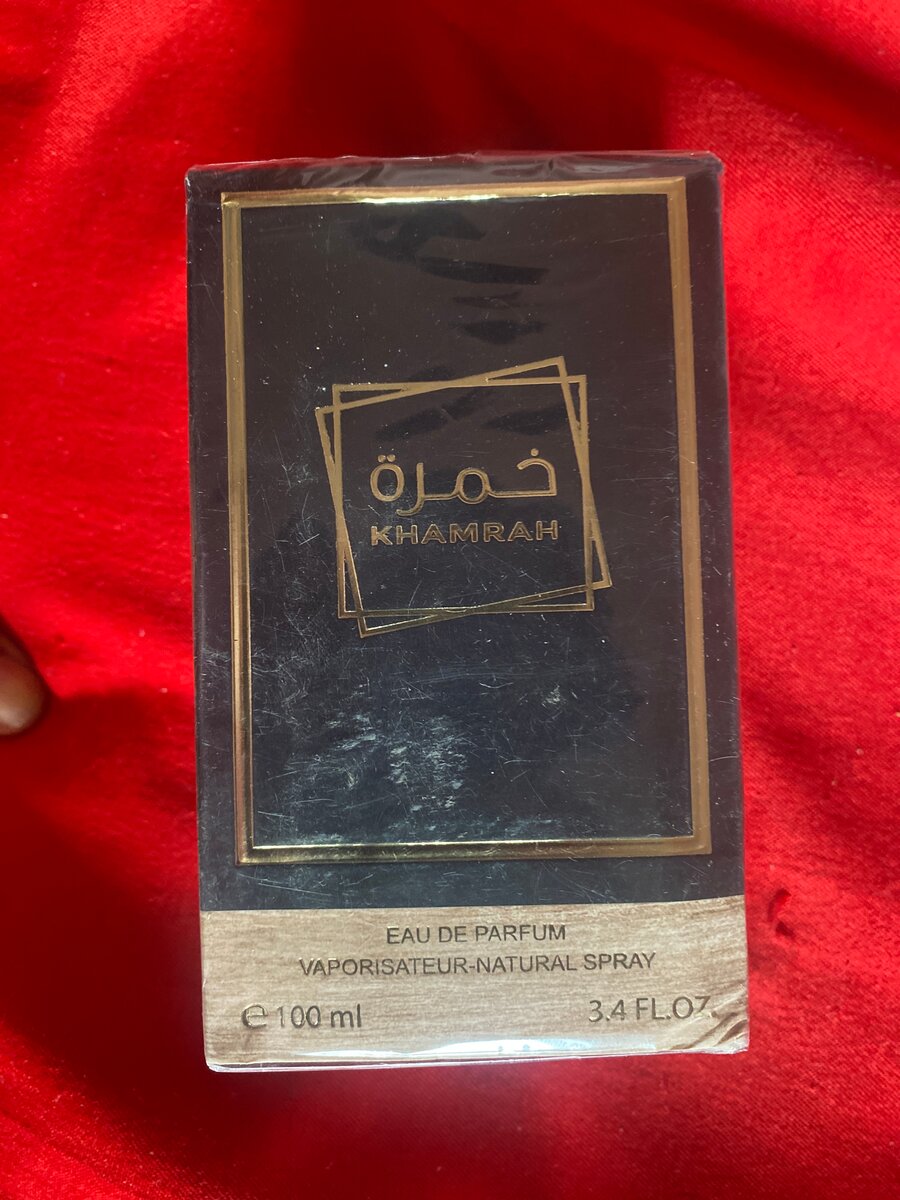 خمرة
KHAMRAH
EAU DE PARFUM
VAPORISATEUR-NATURAL SPRAY
℮ 100 ml 3.4 FL.OZ.